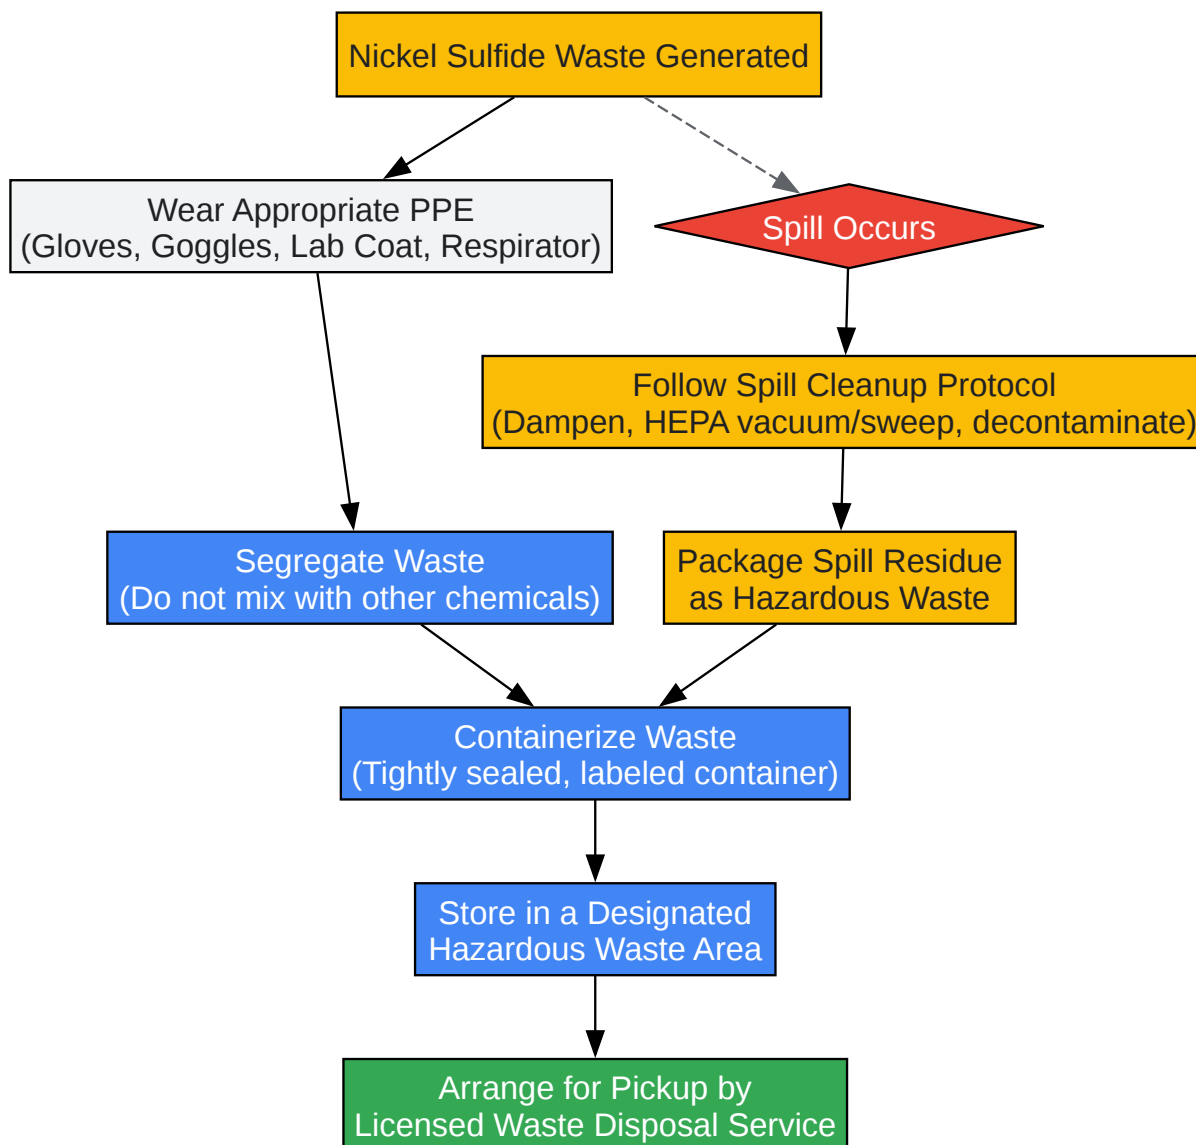 Nickel Sulfide Waste Generated
Wear Appropriate PPE
(Gloves, Goggles, Lab Coat, Respirator)
Spill Occurs
Follow Spill Cleanup Protocol
(Dampen, HEPA vacuum/sweep, decontaminate)
Segregate Waste
(Do not mix with other chemicals)
Package Spill Residue
as Hazardous Waste
Containerize Waste
(Tightly sealed, labeled container)
Store in a Designated
Hazardous Waste Area
Arrange for Pickup by
Licensed Waste Disposal Service